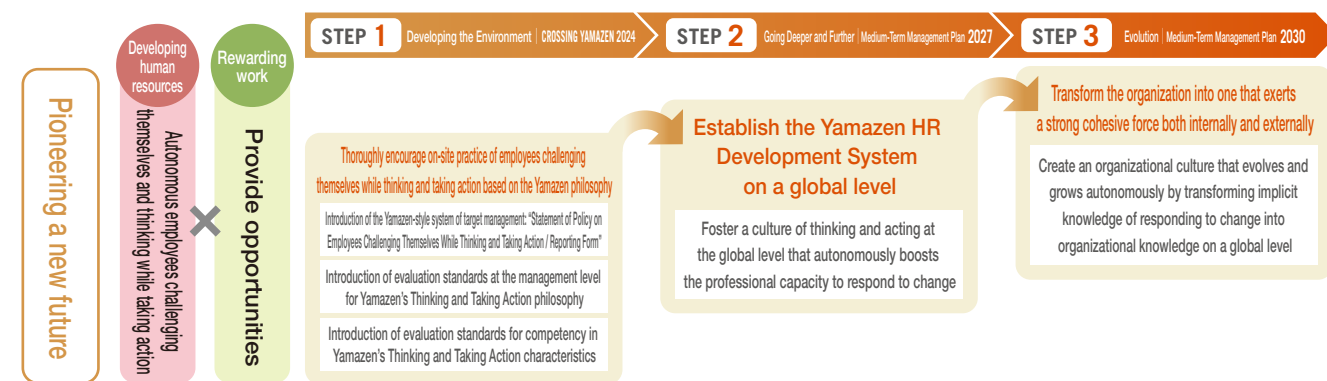 Pioneering a new future
Developing
human
resources
Autonomous employees challenging
themselves and thinking while taking action
×
Rewarding
work
Provide opportunities
STEP 1 Developing the Environment | CROSSING YAMAZEN 2024
STEP 2 Going Deeper and Further | Medium-Term Management Plan 2027
STEP 3 Evolution | Medium-Term Management Plan 2030
Thoroughly encourage on-site practice of employees challenging
themselves while thinking and taking action based on the Yamazen philosophy
Introduction of the Yamazen-style system of target management: “Statement of Policy on
Employees Challenging Themselves While Thinking and Taking Action / Reporting Form”
Introduction of evaluation standards at the management level
for Yamazen’s Thinking and Taking Action philosophy
Introduction of evaluation standards for competency in
Yamazen’s Thinking and Taking Action characteristics
Establish the Yamazen HR
Development System
on a global level
Foster a culture of thinking and acting at
the global level that autonomously boosts
the professional capacity to respond to change
Transform the organization into one that exerts
a strong cohesive force both internally and externally
Create an organizational culture that evolves and
grows autonomously by transforming implicit
knowledge of responding to change into
organizational knowledge on a global level